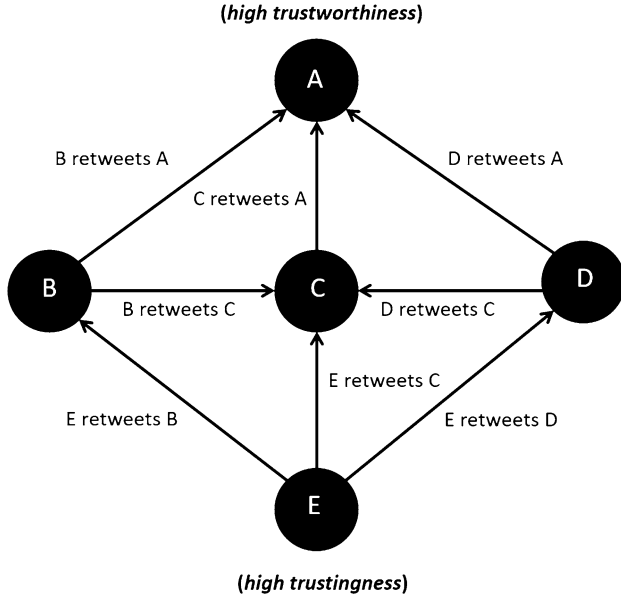 (high trustworthiness)
A
B retweets A
D retweets A
C retweets A
B
C
D
B retweets C
D retweets C
E retweets C
E retweets B
E retweets D
E
(high trustingness)